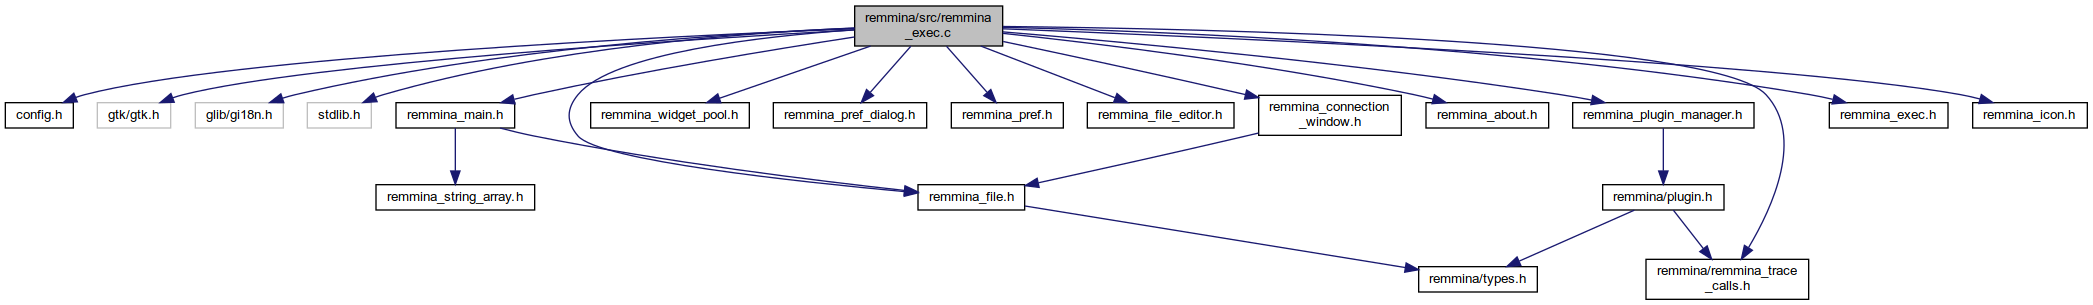 remmina/src/remmina
_exec.c
config.h
gtk/gtk.h
glib/gi18n.h
stdlib.h
remmina_main.h
remmina_widget_pool.h
remmina_pref_dialog.h
remmina_pref.h
remmina_file_editor.h
remmina_connection
_window.h
remmina_about.h
remmina_plugin_manager.h
remmina_exec.h
remmina_icon.h
remmina_string_array.h
remmina_file.h
remmina/plugin.h
remmina/types.h
remmina/remmina_trace
_calls.h